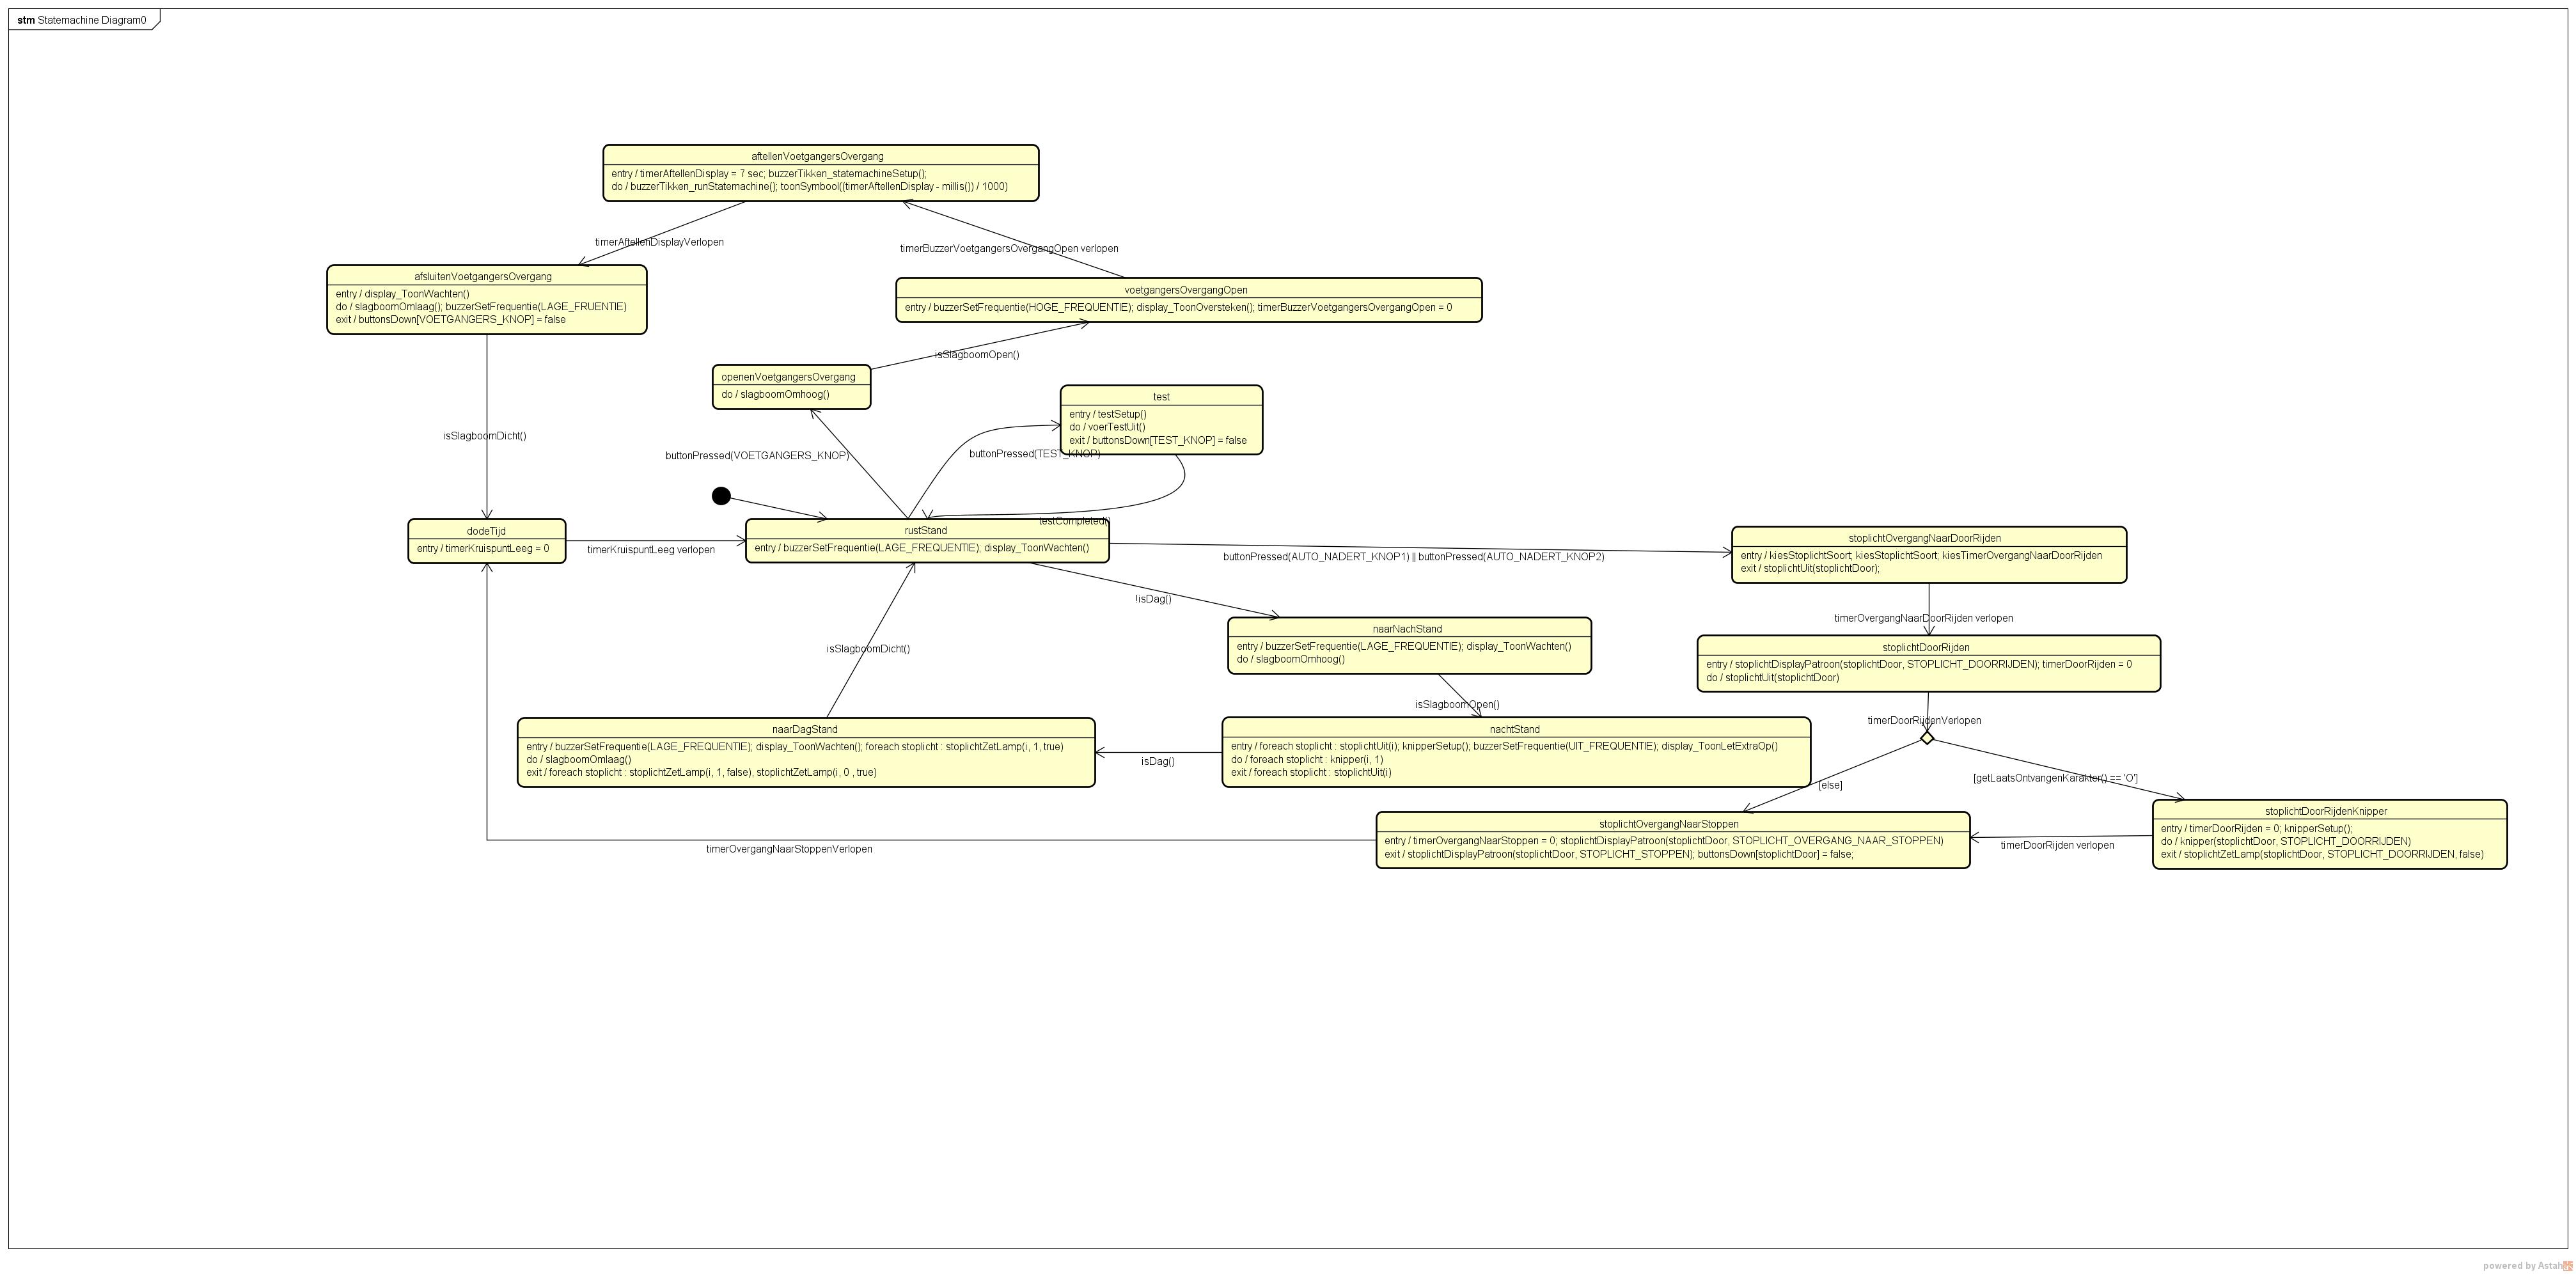 stm Statemachine Diagram0
aftellenVoetgangersOvergang
entry / timerAftellenDisplay = 7 sec; buzzerTikken_statemachineSetup();
do / buzzerTikken_runStatemachine(); toonSymbool((timerAftellenDisplay - millis()) / 1000)
timerAftellenDisplayVerlopen
timerBuzzerVoetgangersOvergangOpen verlopen
afsluitenVoetgangersOvergang
entry / display_ToonWachten()
do / slagboomOmlaag(); buzzerSetFrequentie(LAGE_FRUENTIE)
exit / buttonsDown[VOETGANGERS_KNOP] = false
voetgangersOvergangOpen
entry / buzzerSetFrequentie(HOGE_FREQUENTIE); display_ToonOversteken(); timerBuzzerVoetgangersOvergangOpen = 0
isSlagboomOpen()
openenVoetgangersOvergang
do / slagboomOmhoog()
test
entry / testSetup()
do / voerTestUit()
exit / buttonsDown[TEST_KNOP] = false
isSlagboomDicht()
buttonPressed(VOETGANGERS_KNOP)
buttonPressed(TEST_KNOP)
testCompleted()
dodeTijd
entry / timerKruispuntLeeg = 0
timerKruispuntLeeg verlopen
rustStand
entry / buzzerSetFrequentie(LAGE_FREQUENTIE); display_ToonWachten()
buttonPressed(AUTO_NADERT_KNOP1) || buttonPressed(AUTO_NADERT_KNOP2)
stoplichtOvergangNaarDoorRijden
entry / kiesStoplichtSoort; kiesStoplichtSoort; kiesTimerOvergangNaarDoorRijden
exit / stoplichtUit(stoplichtDoor);
!isDag()
timerOvergangNaarDoorRijden verlopen
naarNachStand
entry / buzzerSetFrequentie(LAGE_FREQUENTIE); display_ToonWachten()
do / slagboomOmhoog()
isSlagboomDicht()
stoplichtDoorRijden
entry / stoplichtDisplayPatroon(stoplichtDoor, STOPLICHT_DOORRIJDEN); timerDoorRijden = 0
do / stoplichtUit(stoplichtDoor)
isSlagboomOpen()
timerDoorRijdenVerlopen
naarDagStand
entry / buzzerSetFrequentie(LAGE_FREQUENTIE); display_ToonWachten(); foreach stoplicht : stoplichtZetLamp(i, 1, true)
do / slagboomOmlaag()
exit / foreach stoplicht : stoplichtZetLamp(i, 1, false), stoplichtZetLamp(i, 0 , true)
isDag()
nachtStand
entry / foreach stoplicht : stoplichtUit(i); knipperSetup(); buzzerSetFrequentie(UIT_FREQUENTIE); display_ToonLetExtraOp()
do / foreach stoplicht : knipper(i, 1)
exit / foreach stoplicht : stoplichtUit(i)
[else]
[getLaatsOntvangenKarakter() == 'O']
stoplichtOvergangNaarStoppen
entry / timerOvergangNaarStoppen = 0; stoplichtDisplayPatroon(stoplichtDoor, STOPLICHT_OVERGANG_NAAR_STOPPEN)
exit / stoplichtDisplayPatroon(stoplichtDoor, STOPLICHT_STOPPEN); buttonsDown[stoplichtDoor] = false;
timerDoorRijden verlopen
stoplichtDoorRijdenKnipper
entry / timerDoorRijden = 0; knipperSetup();
do / knipper(stoplichtDoor, STOPLICHT_DOORRIJDEN)
exit / stoplichtZetLamp(stoplichtDoor, STOPLICHT_DOORRIJDEN, false)
timerOvergangNaarStoppenVerlopen
powered by Astah